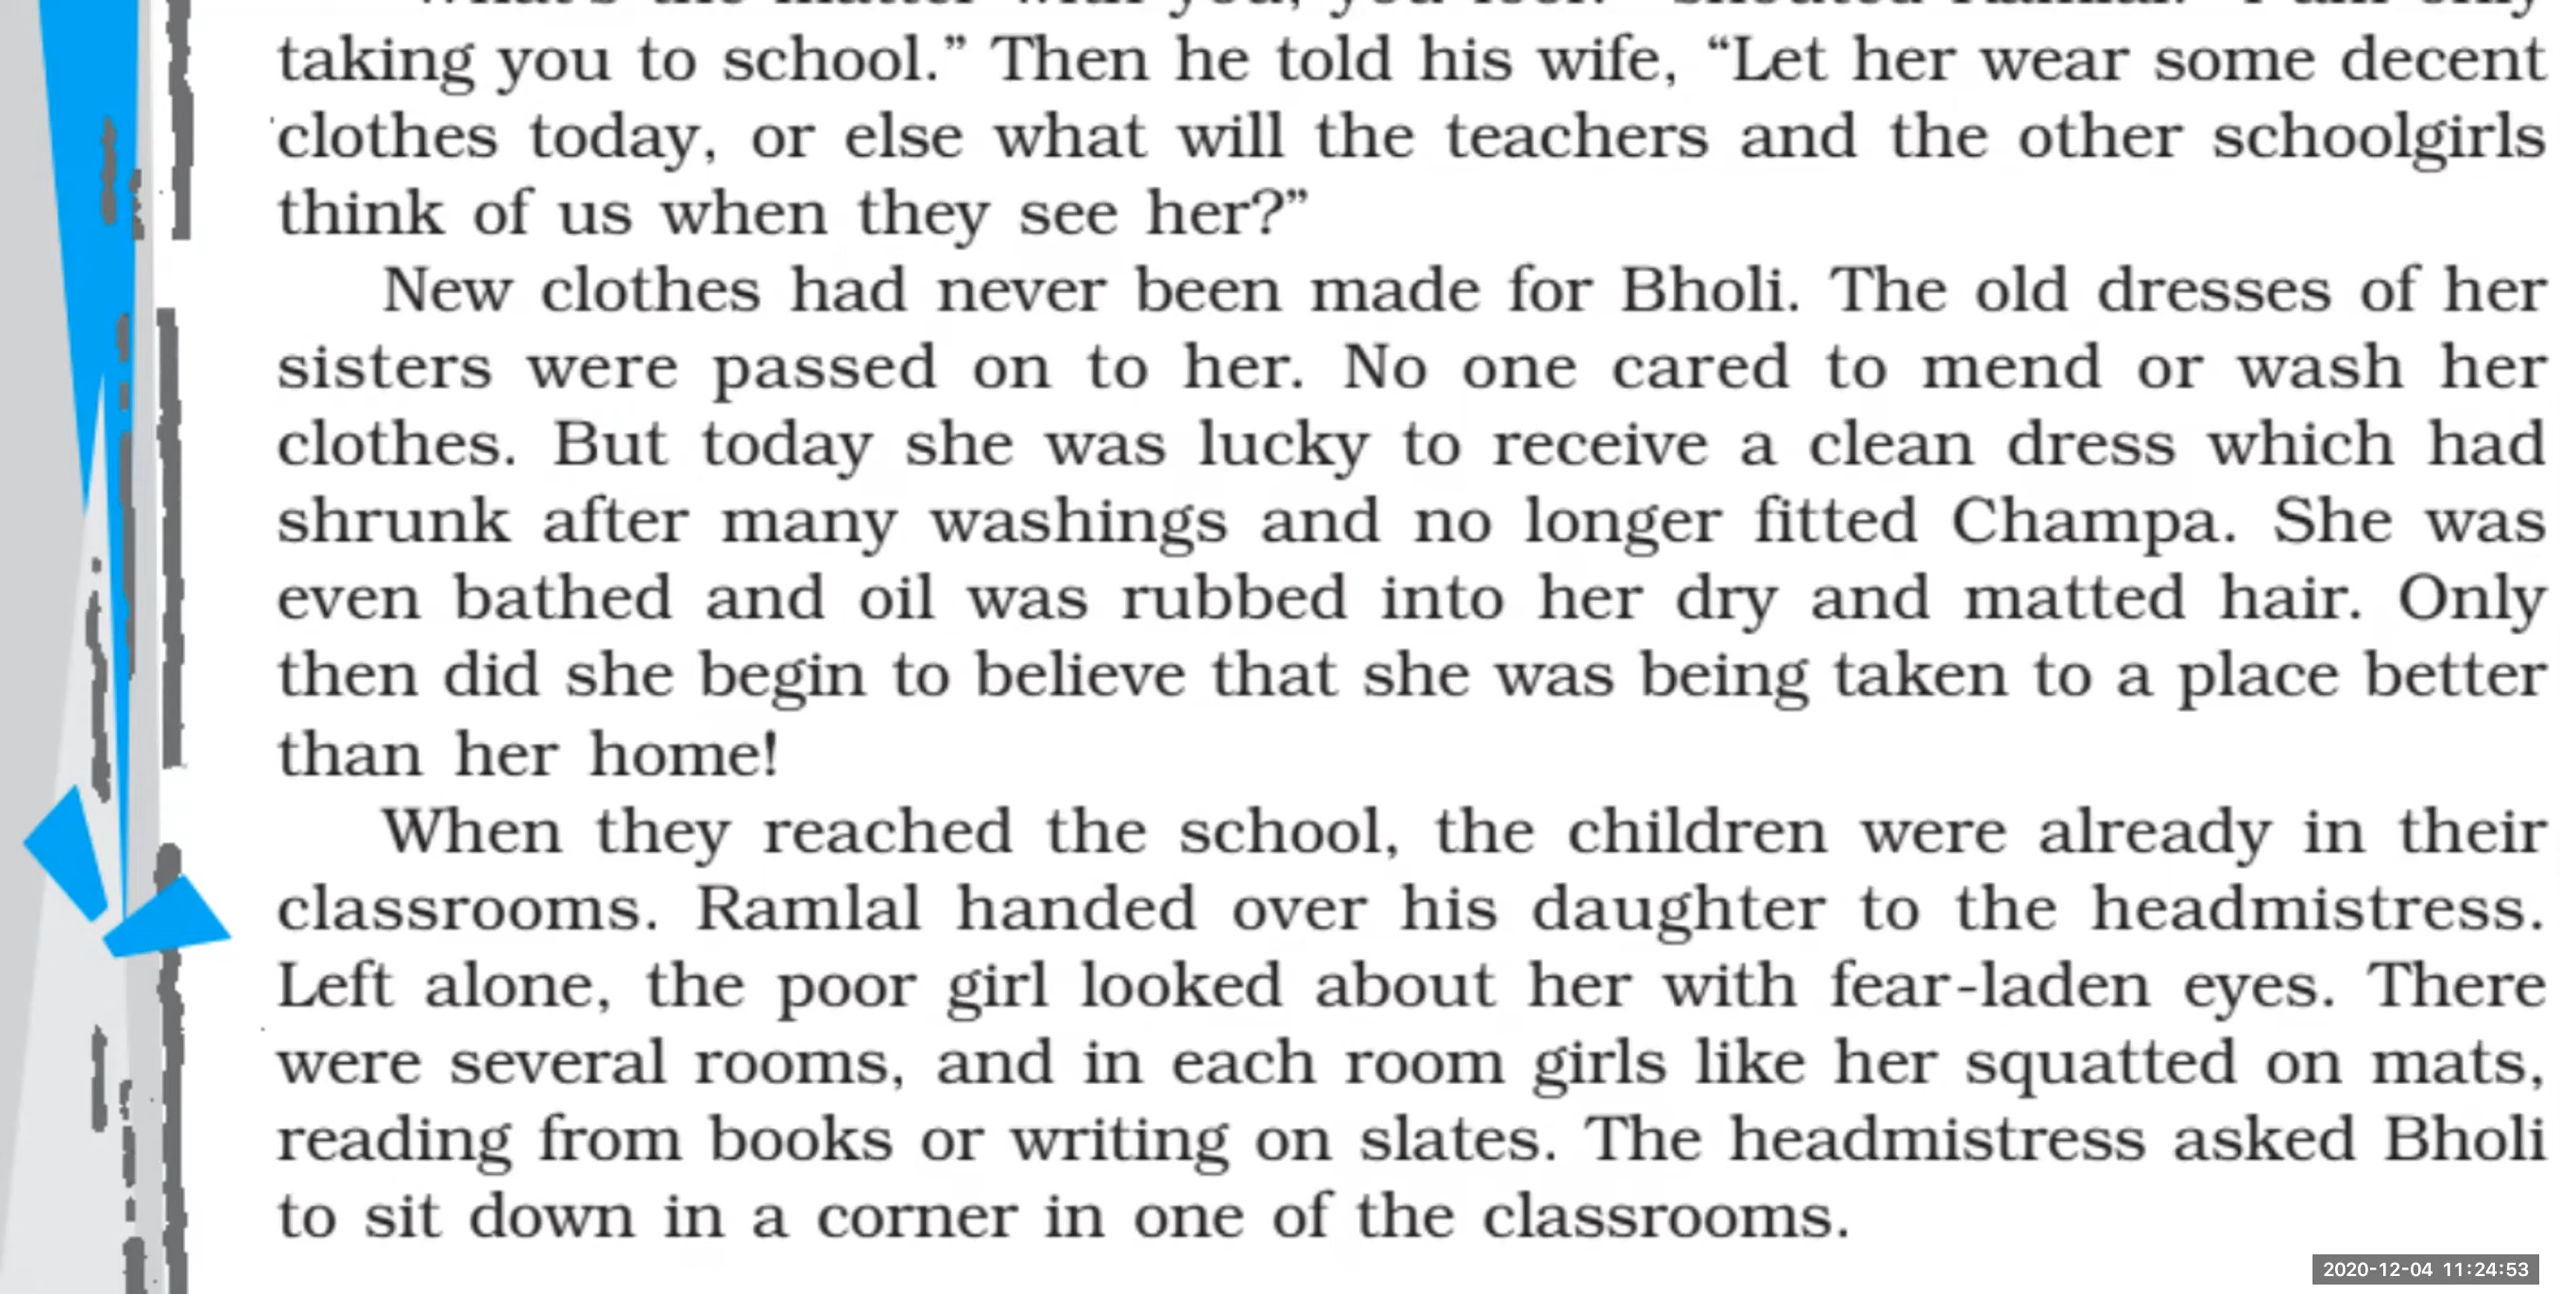 taking you to school.” Then he told his wife, “Let her wear some decent
clothes today, or else what will the teachers and the other schoolgirls
think of us when they see her?”
New clothes had never been made for Bholi. The old dresses of her
sisters were passed on to her. No one cared to mend or wash her
clothes. But today she was lucky to receive a clean dress which had
shrunk after many washings and no longer fitted Champa. She was
even bathed and oil was rubbed into her dry and matted hair. Only
then did she begin to believe that she was being taken to a place better
than her home!
When they reached the school, the children were already in their
classrooms. Ramlal handed over his daughter to the headmistress.
Left alone, the poor girl looked about her with fear-laden eyes. There
were several rooms, and in each room girls like her squatted on mats,
reading from books or writing on slates. The headmistress asked Bholi
to sit down in a corner in one of the classrooms.
2020-12-04 11:24:53